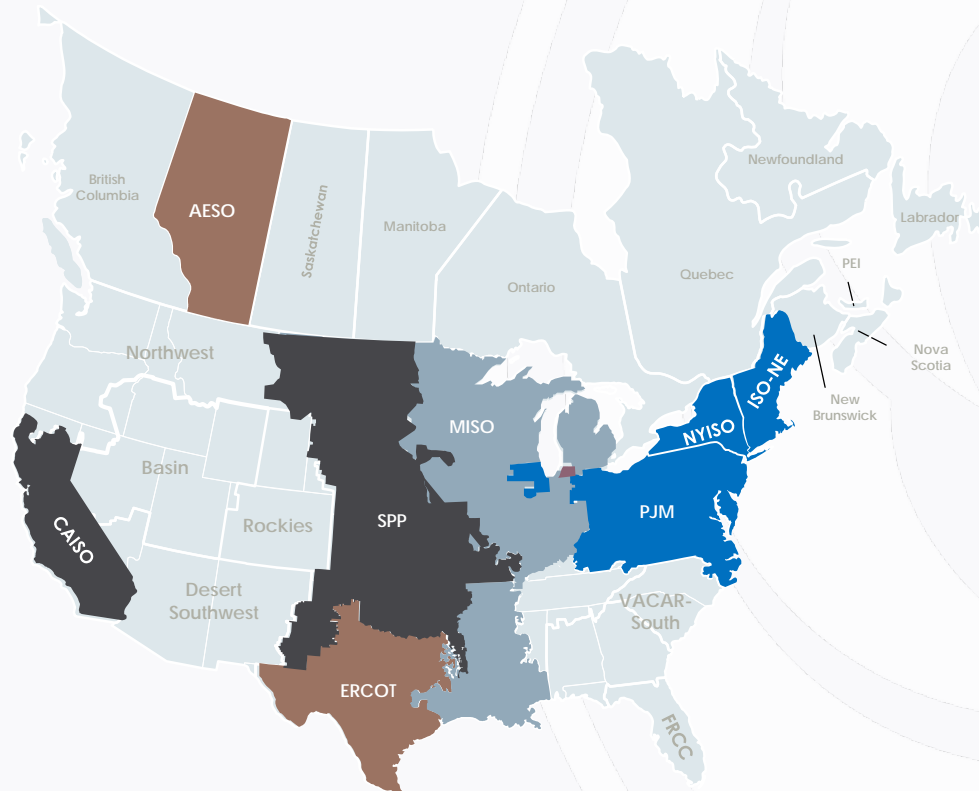 British
Columbia
AESO
Saskatchewan
Manitoba
Ontario
Quebec
Newfoundland
Labrador
PEI
Nova
Scotia
New
Brunswick
Northwest
MISO
NYISO
ISO-NE
Basin
Rockies
SPP
PJM
CAISO
Desert
Southwest
VACAR-
South
ERCOT
FRCC